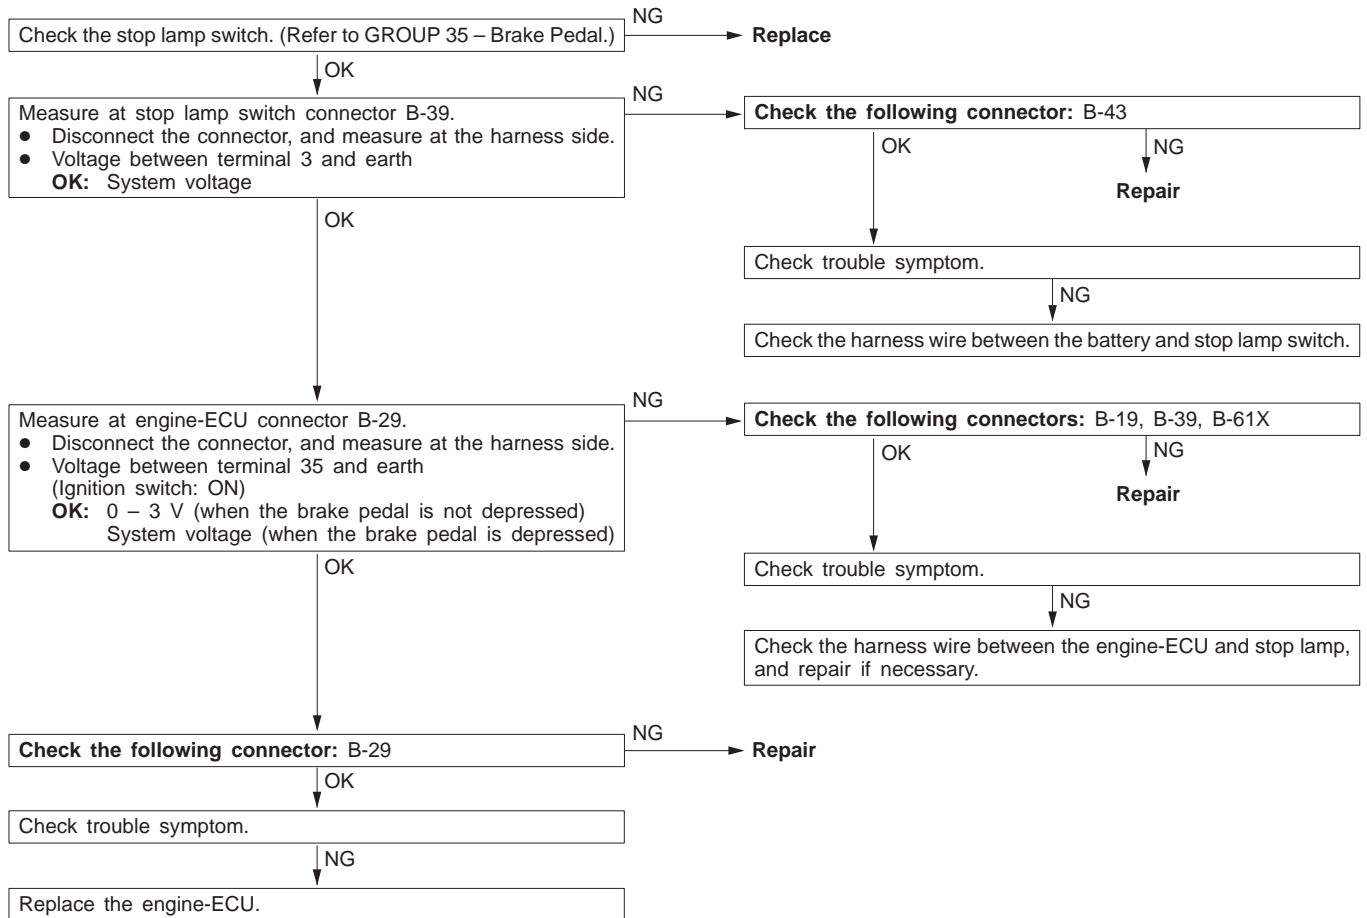 NG
Check the stop lamp switch. (Refer to GROUP 35 – Brake Pedal.)
Replace
OK
Measure at stop lamp switch connector B-39.
● Disconnect the connector, and measure at the harness side.
● Voltage between terminal 3 and earth
OK: System voltage
NG
Check the following connector: B-43
OK
NG
Repair
OK
Check trouble symptom.
NG
Check the harness wire between the battery and stop lamp switch.
Measure at engine-ECU connector B-29.
● Disconnect the connector, and measure at the harness side.
● Voltage between terminal 35 and earth
(Ignition switch: ON)
OK: 0 – 3 V (when the brake pedal is not depressed)
System voltage (when the brake pedal is depressed)
NG
Check the following connectors: B-19, B-39, B-61X
OK
NG
Repair
OK
Check trouble symptom.
NG
Check the harness wire between the engine-ECU and stop lamp,
and repair if necessary.
Check the following connector: B-29
NG
Repair
OK
Check trouble symptom.
NG
Replace the engine-ECU.